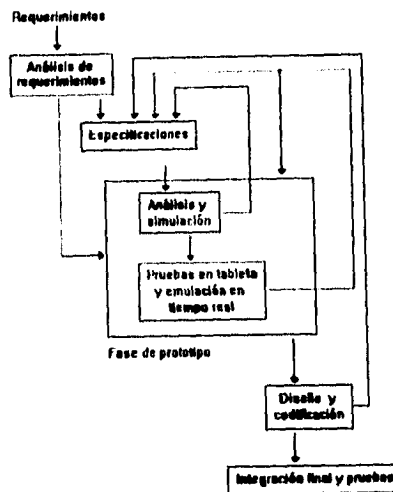 Requerimientos
Análisis de
requerimientos
Especificaciones
Análisis y
simulación
Pruebas en tableta
y emulación en
tiempo real
Fase de prototipo
Diseño y
codificación
Integración final y pruebas